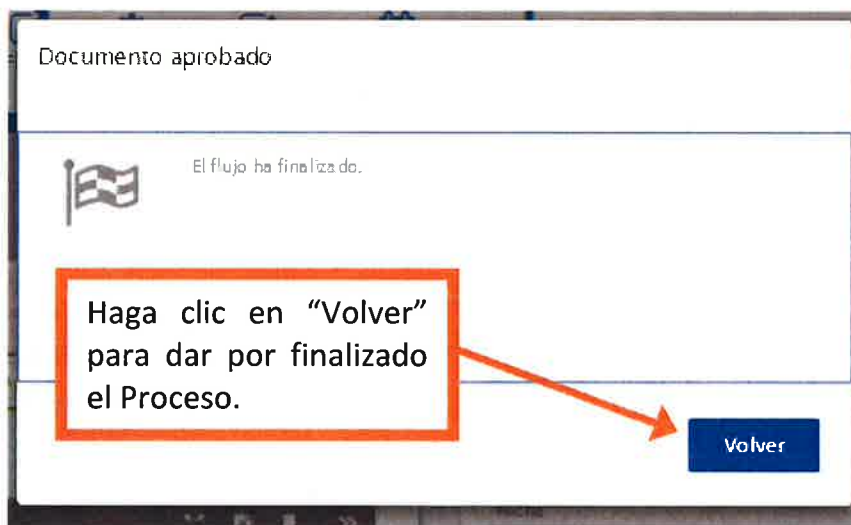 Documento aprobado
El flujo ha finalizado.
Haga clic en “Volver”
para dar por finalizado
el Proceso.
Volver